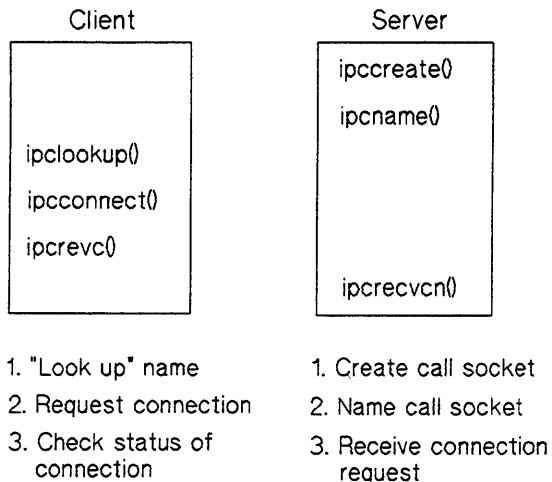 Client
ipclookup()
ipcconnect()
ipcrevc()
1. "Look up" name
2. Request connection
3. Check status of
connection
Server
ipccreate()
ipcname()
ipcrecvcn()
1. Create call socket
2. Name call socket
3. Receive connection
request